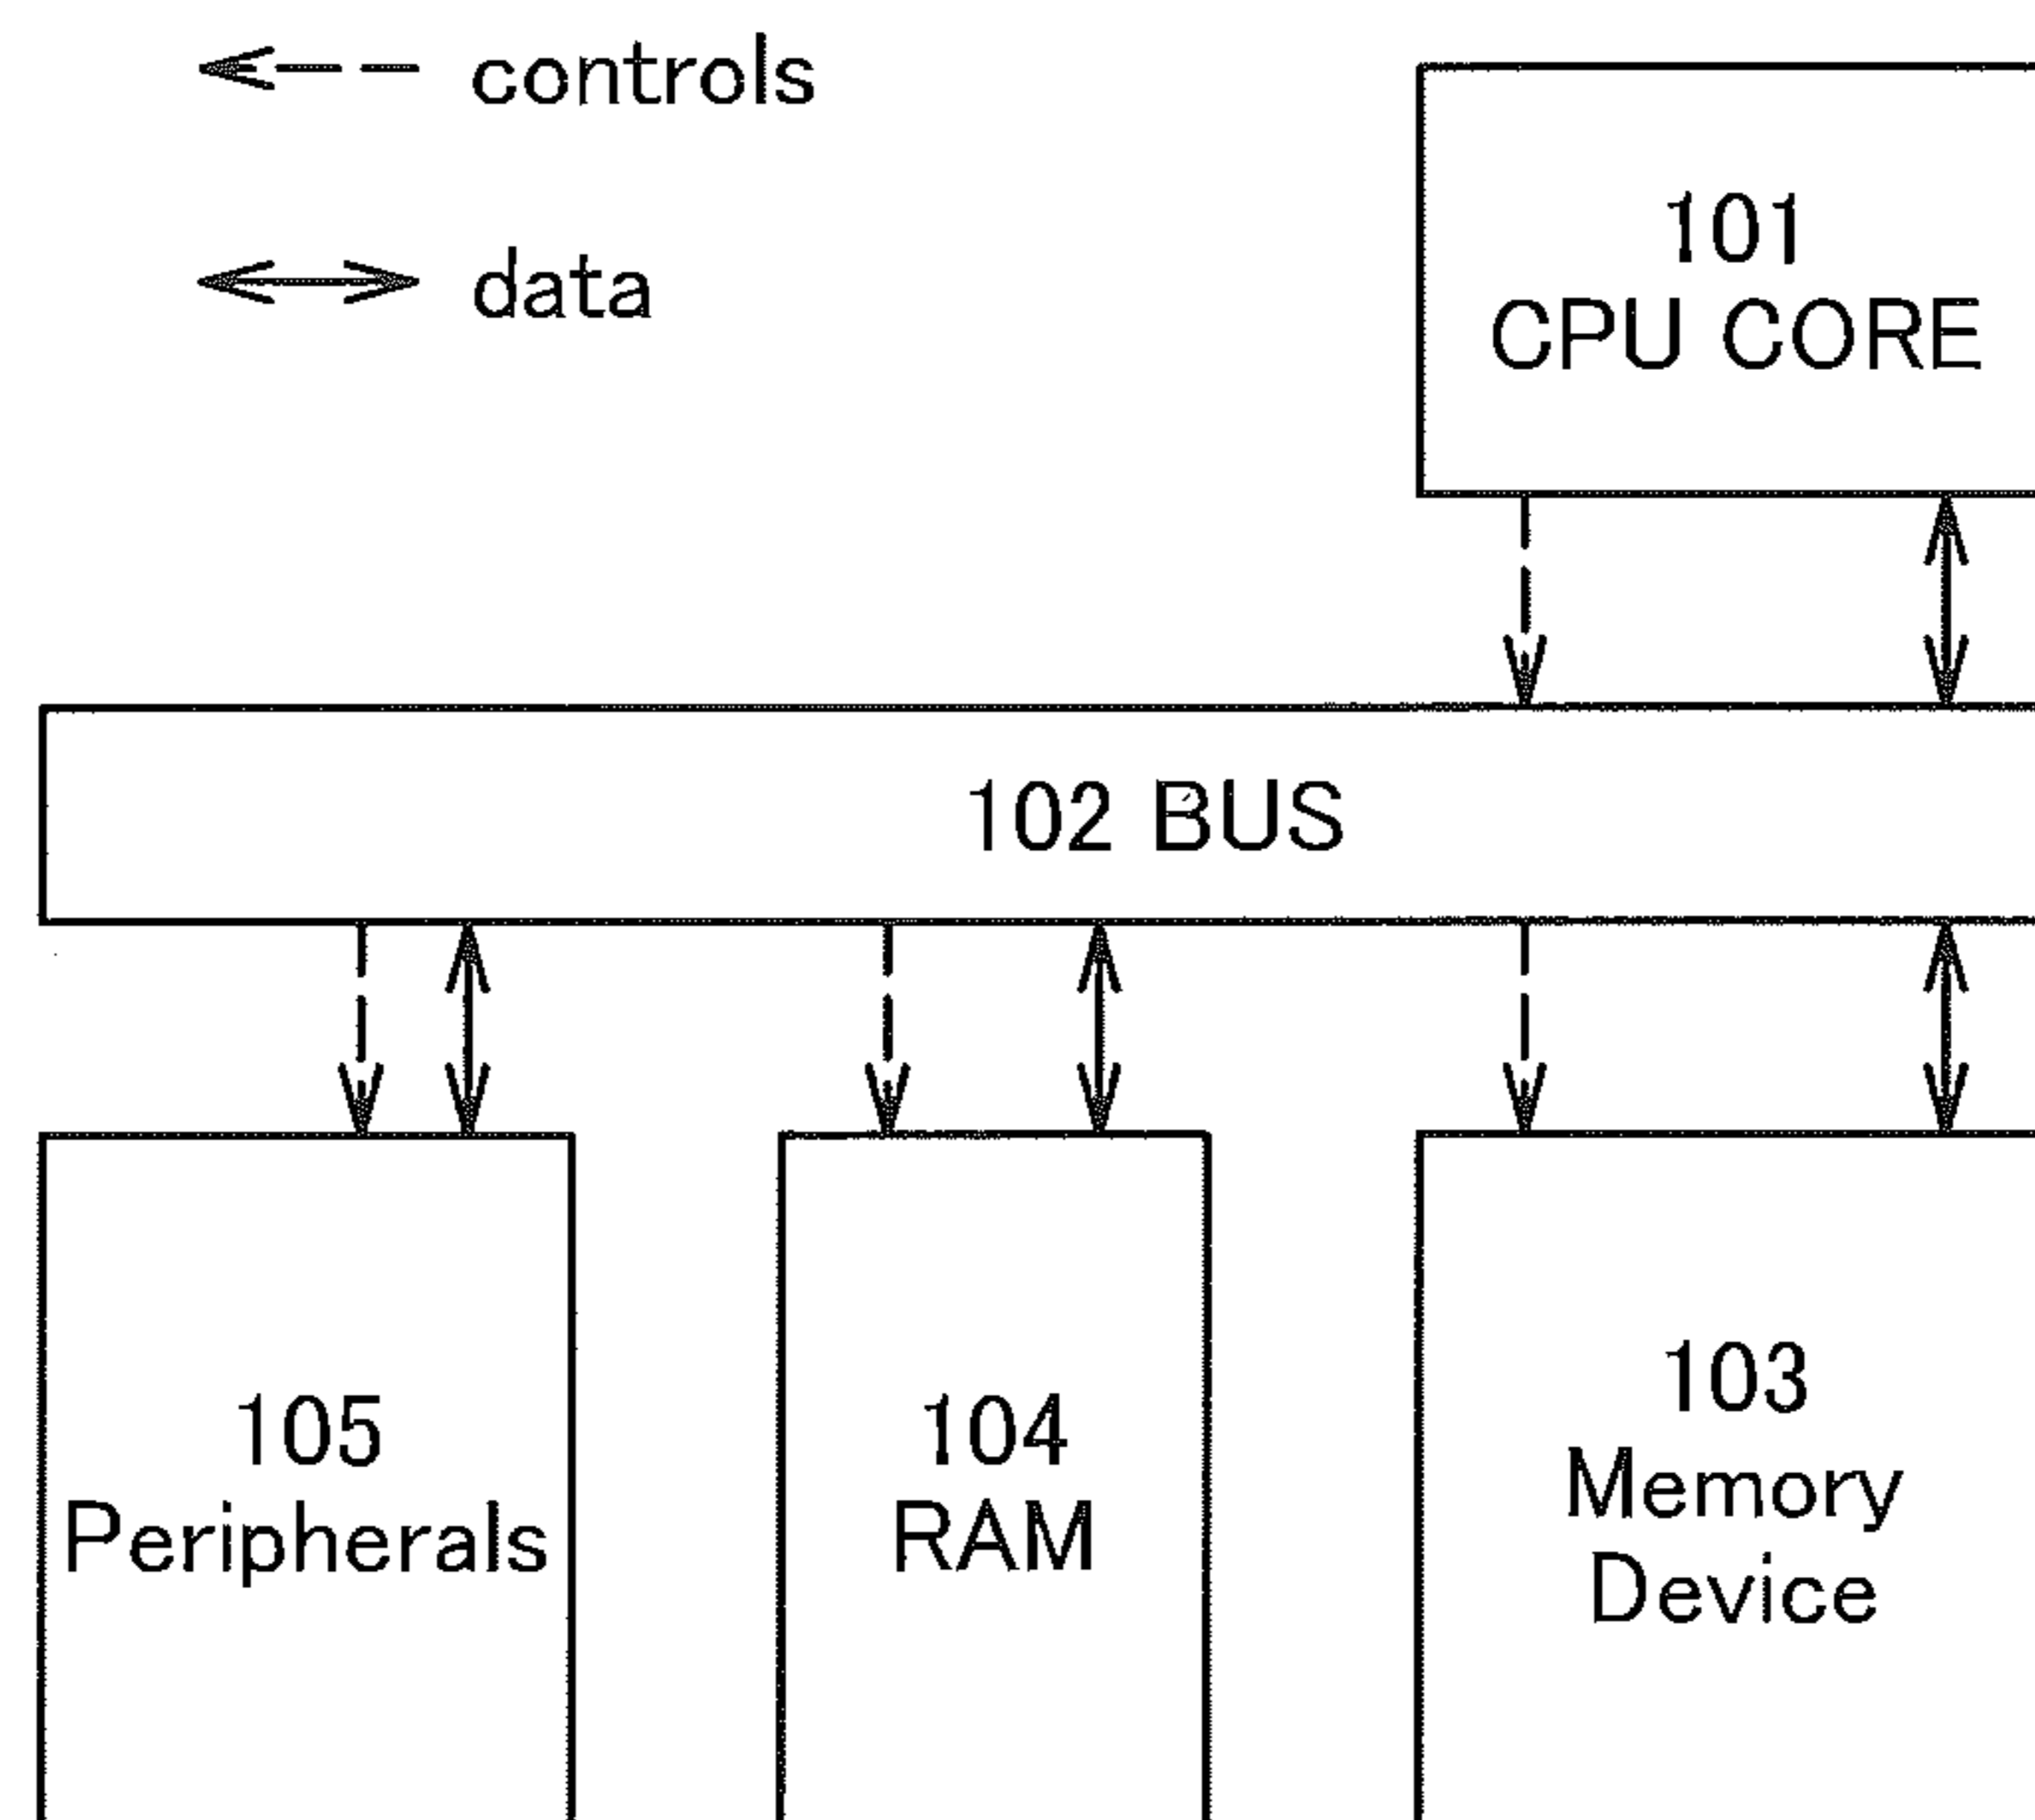 controls
data
101
CPU CORE
102 BUS
105
Peripherals
104
RAM
103
Memory
Device